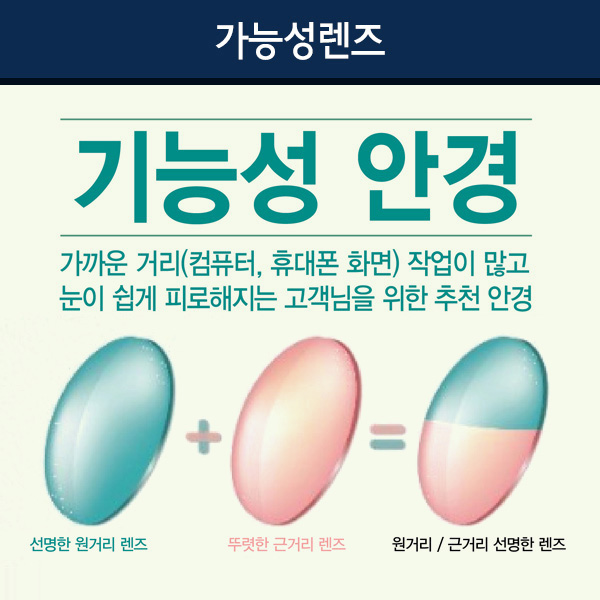 가능성렌즈
기능성 안경
가까운 거리(컴퓨터, 휴대폰 화면) 작업이 많고
눈이 쉽게 피로해지는 고객님을 위한 추천 안경
선명한 원거리 렌즈
뚜렷한 근거리 렌즈
원거리 / 근거리 선명한 렌즈